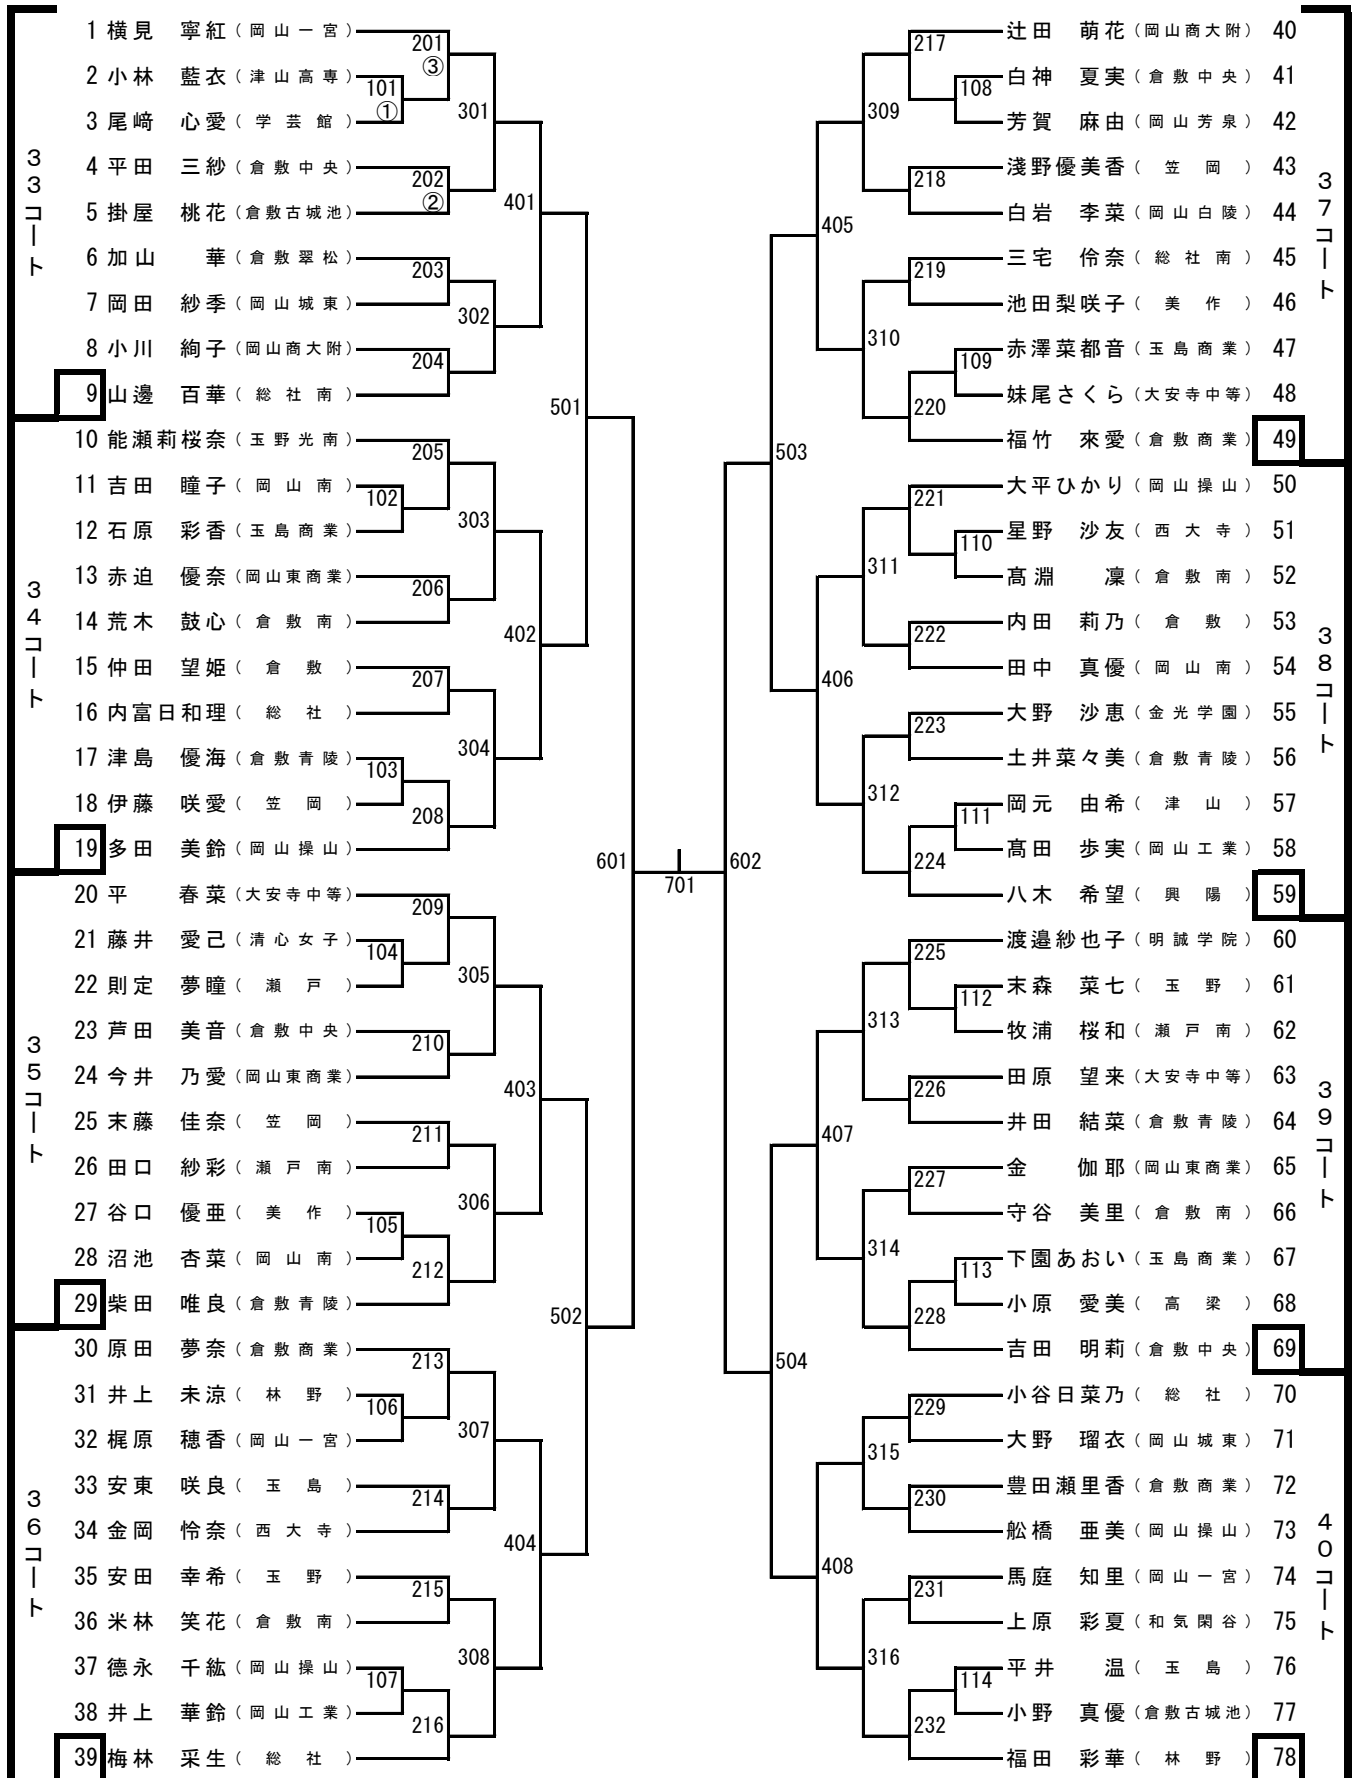 33コート
1 横見 寧紅(岡山一宮)
201
③
2 小林 藍衣(津山高専)
101
①
3 尾﨑 心愛(学芸館)
301
4 平田 三紗(倉敷中央)
202
②
5 掛屋 桃花(倉敷古城池)
401
6 加山 華(倉敷翠松)
203
7 岡田 紗季(岡山城東)
302
8 小川 絢子(岡山商大附)
204
9 山邊 百華(総社南)
501
34コート
10 能瀬莉桜奈(玉野光南)
205
11 吉田 瞳子(岡山南)
102
12 石原 彩香(玉島商業)
303
13 赤迫 優奈(岡山東商業)
206
14 荒木 鼓心(倉敷南)
402
15 仲田 望姫(倉敷)
207
16 内富日和理(総社)
304
17 津島 優海(倉敷青陵)
103
18 伊藤 咲愛(笠岡)
208
19 多田 美鈴(岡山操山)
601
35コート
20 平 春菜(大安寺中等)
209
21 藤井 愛己(清心女子)
104
22 則定 夢瞳(瀬戸)
305
23 芦田 美音(倉敷中央)
210
24 今井 乃愛(岡山東商業)
403
25 末藤 佳奈(笠岡)
211
26 田口 紗彩(瀬戸南)
306
27 谷口 優亜(美作)
105
28 沼池 杏菜(岡山南)
212
29 柴田 唯良(倉敷青陵)
502
36コート
30 原田 夢奈(倉敷商業)
213
31 井上 未涼(林野)
106
32 梶原 穂香(岡山一宮)
307
33 安東 咲良(玉島)
214
34 金岡 怜奈(西大寺)
404
35 安田 幸希(玉野)
215
36 米林 笑花(倉敷南)
308
37 德永 千紘(岡山操山)
107
38 井上 華鈴(岡山工業)
216
39 梅林 采生(総社)
701
37コート
辻田 萌花(岡山商大附) 40
217
白神 夏実(倉敷中央) 41
108
芳賀 麻由(岡山芳泉) 42
309
淺野優美香(笠岡) 43
218
白岩 李菜(岡山白陵) 44
405
三宅 伶奈(総社南) 45
219
池田梨咲子(美作) 46
310
赤澤菜都音(玉島商業) 47
109
妹尾さくら(大安寺中等) 48
220
福竹 來愛(倉敷商業) 49
503
38コート
大平ひかり(岡山操山) 50
221
星野 沙友(西大寺) 51
110
髙淵 凜(倉敷南) 52
311
内田 莉乃(倉敷) 53
222
田中 真優(岡山南) 54
406
大野 沙恵(金光学園) 55
223
土井菜々美(倉敷青陵) 56
312
岡元 由希(津山) 57
111
髙田 歩実(岡山工業) 58
224
八木 希望(興陽) 59
602
39コート
渡邉紗也子(明誠学院) 60
225
末森 菜七(玉野) 61
112
牧浦 桜和(瀬戸南) 62
313
田原 望来(大安寺中等) 63
226
井田 結菜(倉敷青陵) 64
407
金 伽耶(岡山東商業) 65
227
守谷 美里(倉敷南) 66
314
下園あおい(玉島商業) 67
113
小原 愛美(高梁) 68
228
吉田 明莉(倉敷中央) 69
504
40コート
小谷日菜乃(総社) 70
229
大野 瑠衣(岡山城東) 71
315
豊田瀬里香(倉敷商業) 72
230
舩橋 亜美(岡山操山) 73
408
馬庭 知里(岡山一宮) 74
231
上原 彩夏(和気閑谷) 75
316
平井 温(玉島) 76
114
小野 真優(倉敷古城池) 77
232
福田 彩華(林野) 78